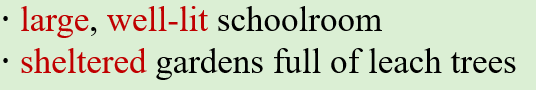 · large, well-lit schoolroom
· sheltered gardens full of leach trees